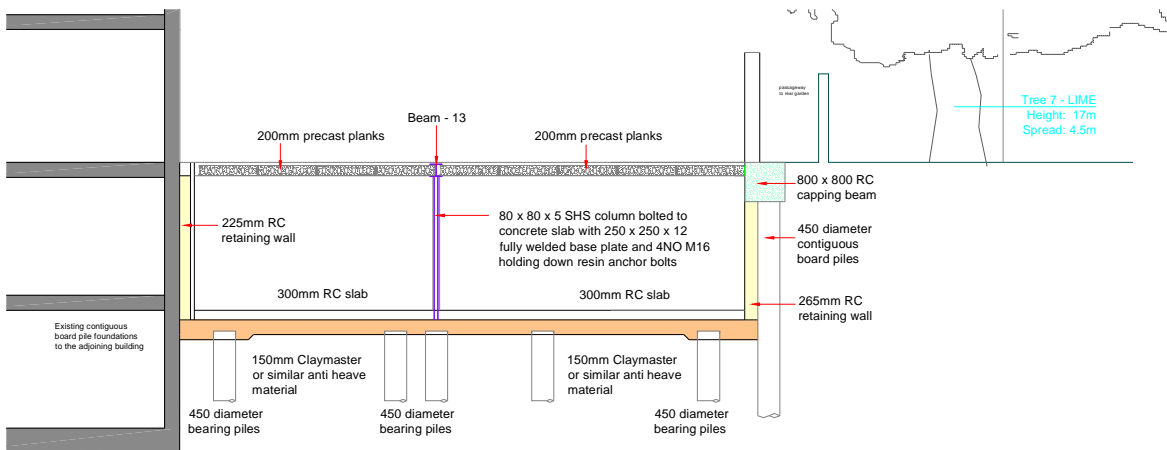 passageway
to rear garden
Tree 7 - LIME
Height: 17m
Spread: 4.5m
Beam - 13
200mm precast planks
200mm precast planks
800 x 800 RC
capping beam
225mm RC
retaining wall
80 x 80 x 5 SHS column bolted to
concrete slab with 250 x 250 x 12
fully welded base plate and 4NO M16
holding down resin anchor bolts
450 diameter
contiguous
board piles
300mm RC slab
300mm RC slab
265mm RC
retaining wall
Existing contiguous
board pile foundations
to the adjoining building
150mm Claymaster
or similar anti heave
material
150mm Claymaster
or similar anti heave
material
450 diameter
bearing piles
450 diameter
bearing piles
450 diameter
bearing piles